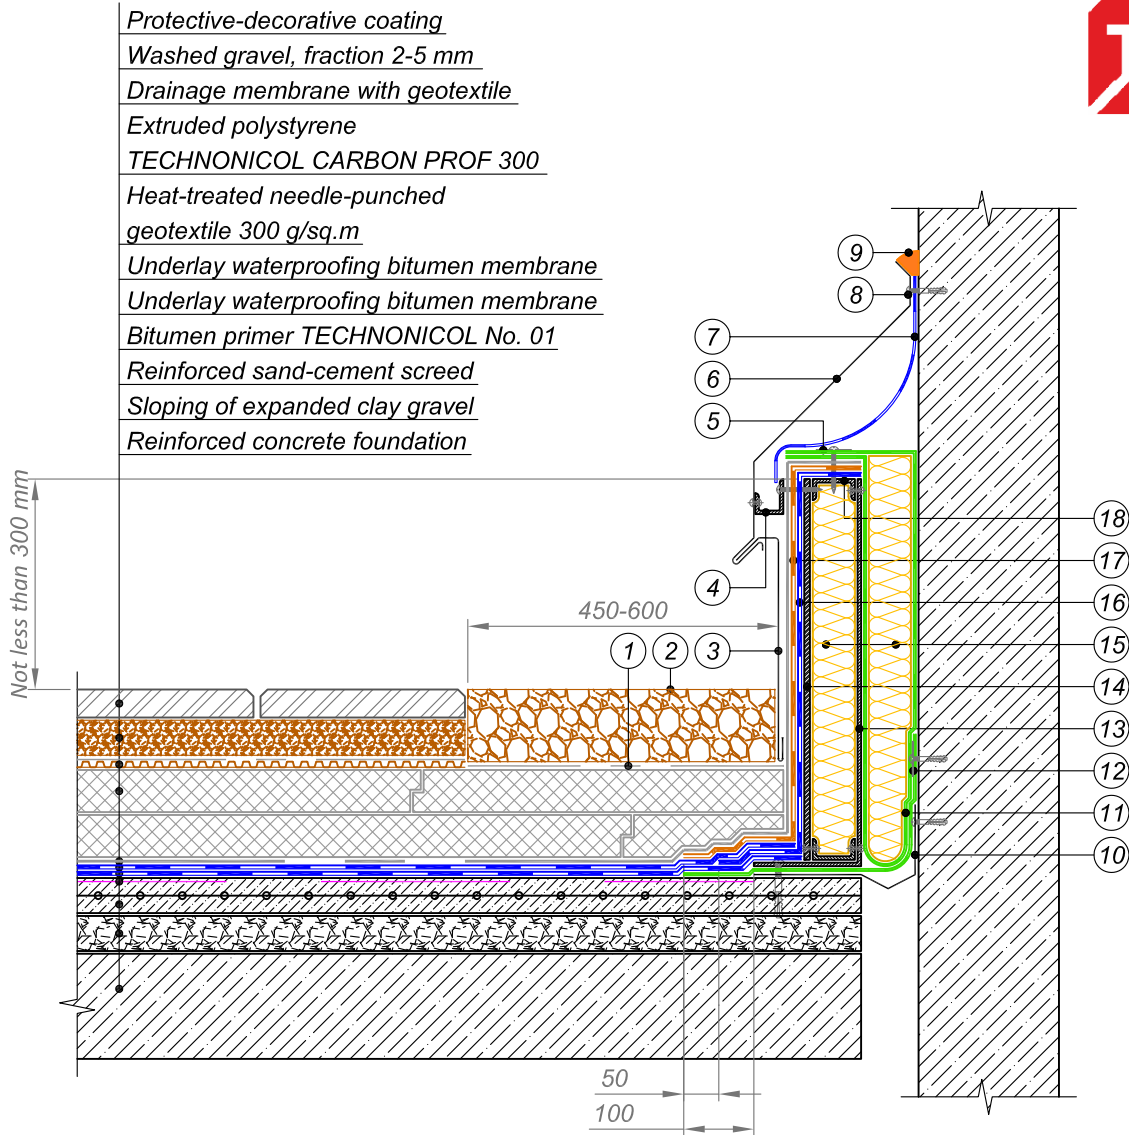 Protective-decorative coating
Washed gravel, fraction 2-5 mm
Drainage membrane with geotextile
Extruded polystyrene
TECHNONICOL CARBON PROF 300
Heat-treated needle-punched
geotextile 300 g/sq.m
Underlay waterproofing bitumen membrane
Underlay waterproofing bitumen membrane
Bitumen primer TECHNONICOL No. 01
Reinforced sand-cement screed
Sloping of expanded clay gravel
Reinforced concrete foundation
Not less than 300 mm
9
8
7
6
5
4
450-600
1 2 3
18
17
16
15
14
13
12
11
10
50
100